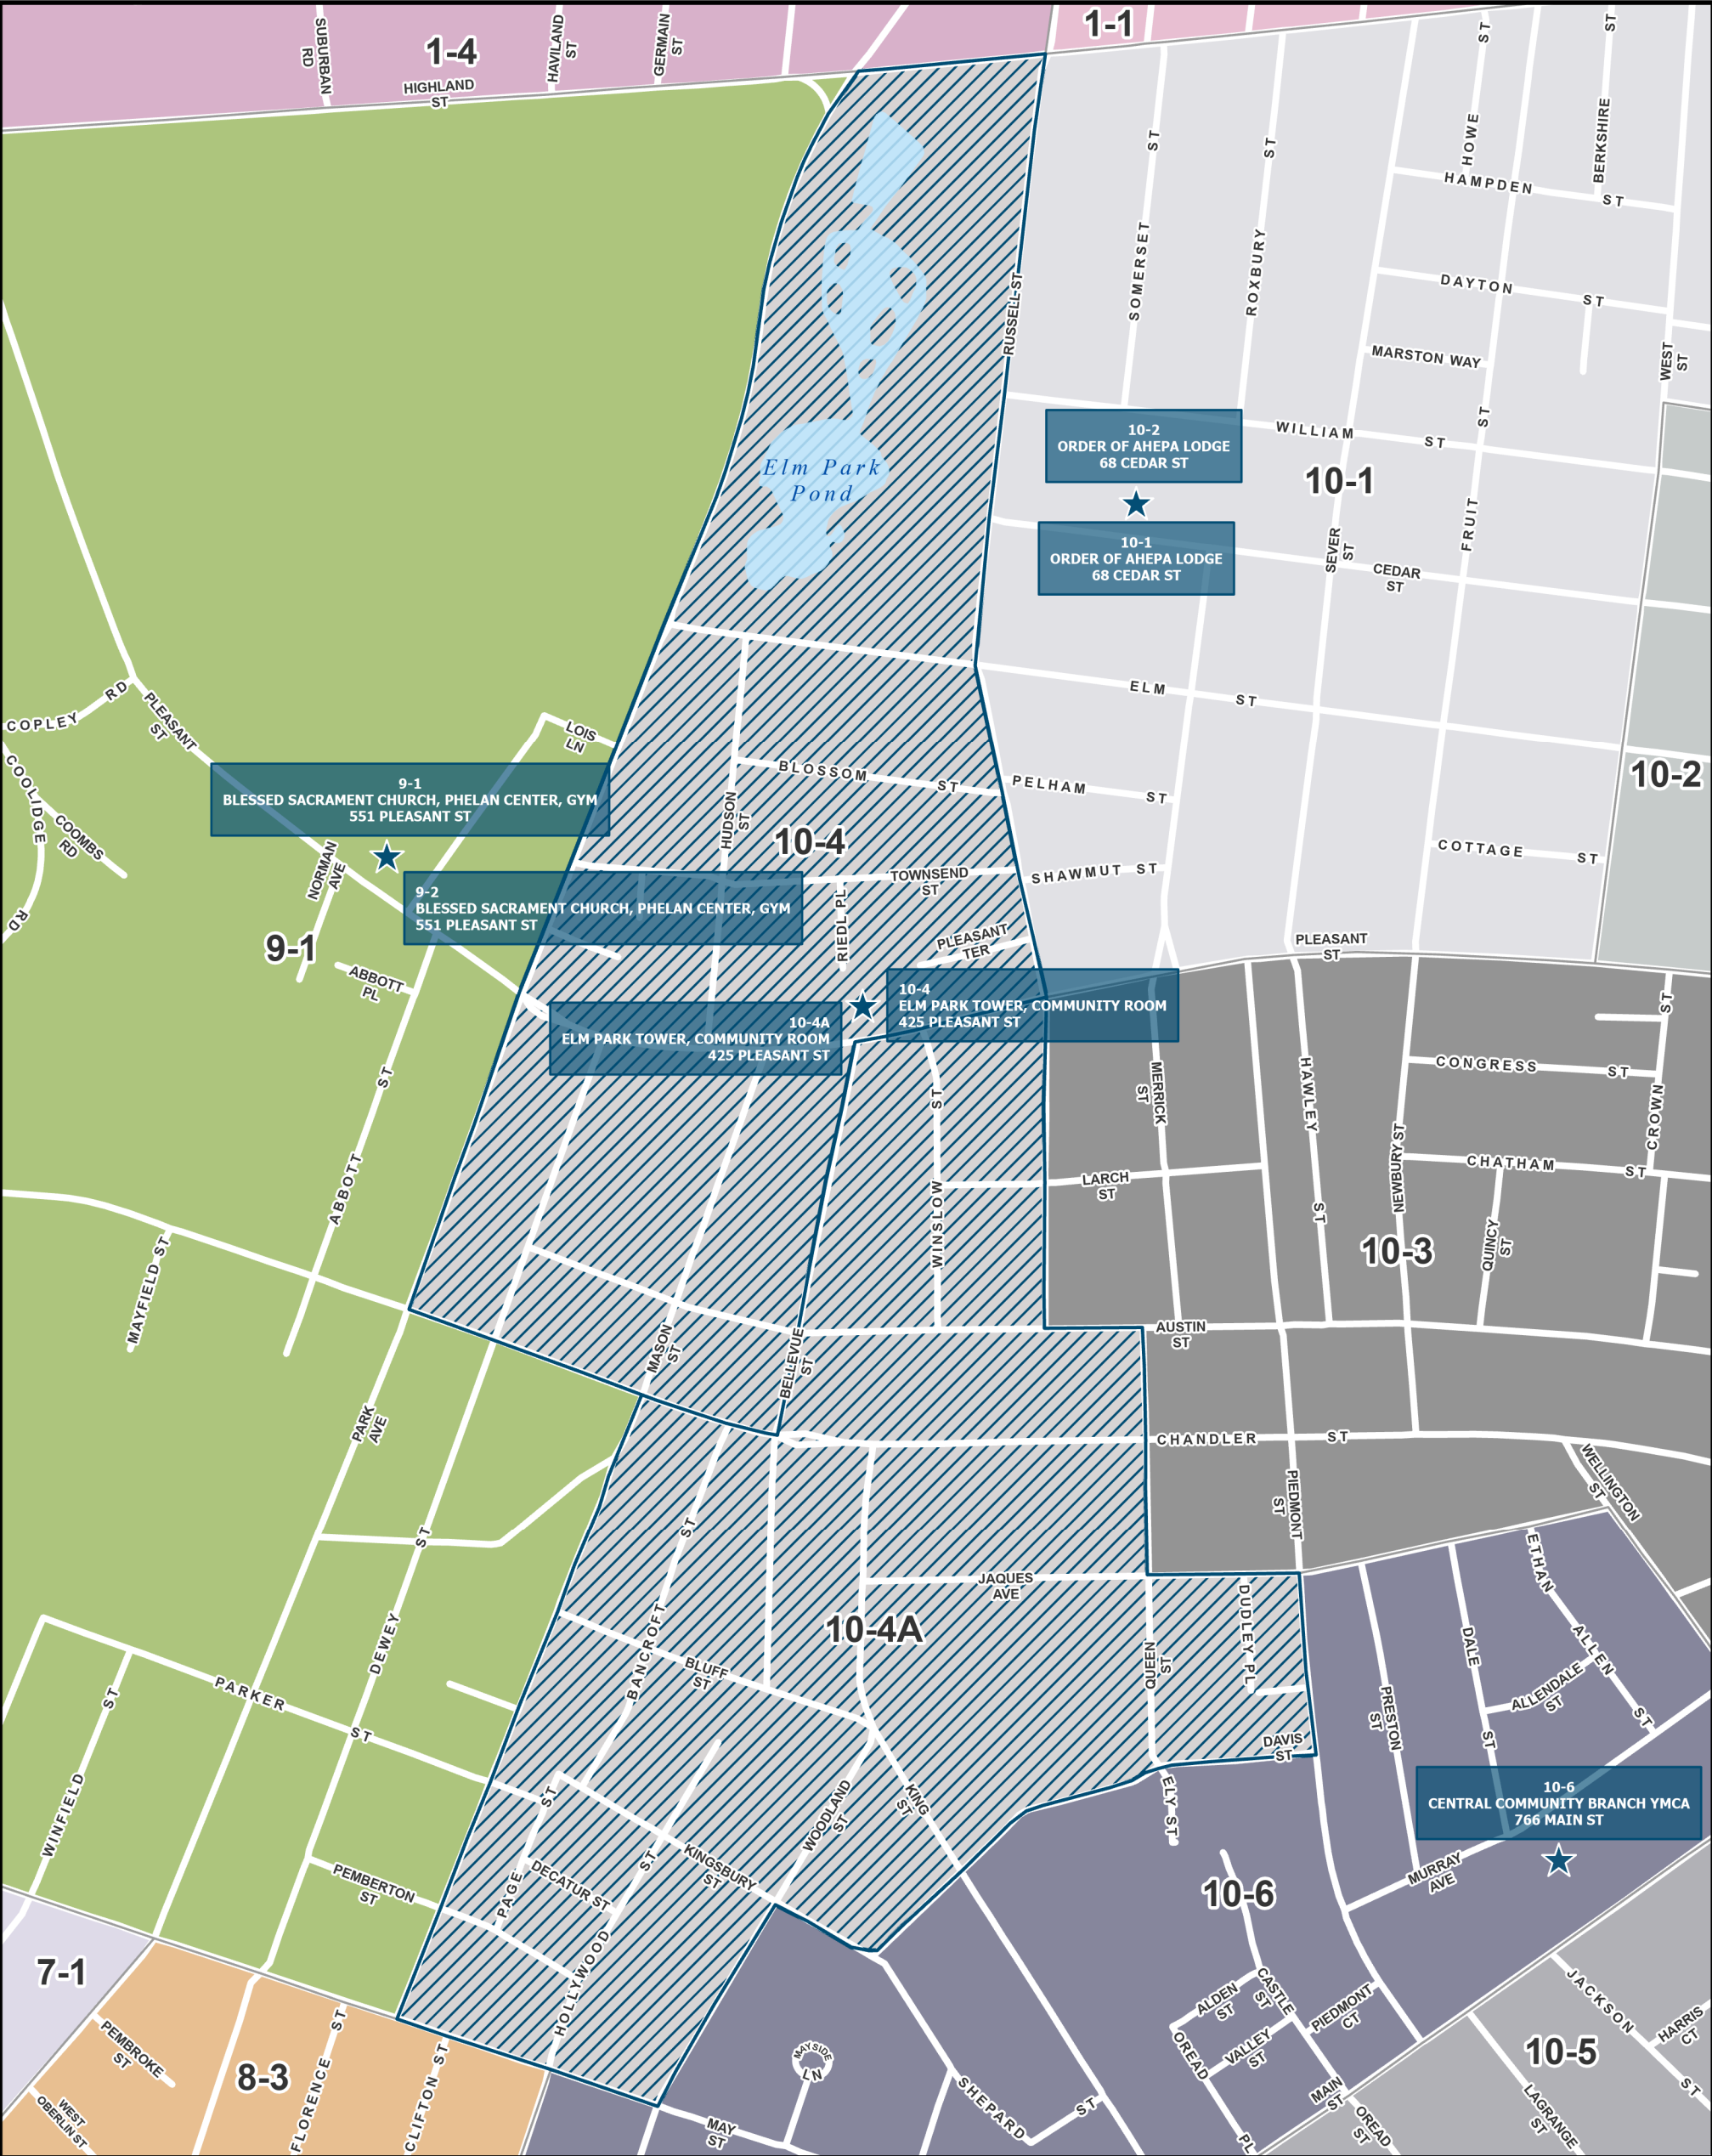 1-1
1-4
SUBURBAN
RD
HAVILAND
ST
GERMAIN
ST
HIGHLAND
ST
ST
ST
HOWE
BERKSHIRE
ST
ST
HAMPDEN
ST
SOMERSET
ROXBURY
RUSSELL ST
DAYTON
ST
MARSTON WAY
WEST
ST
ST
WILLIAM
ST
10-2
ORDER OF AHEPA LODGE
68 CEDAR ST
10-1
Elm Park
Pond
FRUIT
10-1
ORDER OF AHEPA LODGE
68 CEDAR ST
SEVER
ST
CEDAR
ST
ELM
ST
COPLEY
RD
PLEASANT
ST
LOIS
LN
COOLIDGE
RD
COOMBS
RD
BLOSSOM
ST
PELHAM
ST
10-2
9-1
BLESSED SACRAMENT CHURCH, PHELAN CENTER, GYM
551 PLEASANT ST
HUDSON
ST
10-4
COTTAGE
ST
NORMAN
AVE
TOWNSEND
ST
SHAWMUT ST
9-2
BLESSED SACRAMENT CHURCH, PHELAN CENTER, GYM
551 PLEASANT ST
RIEDL PL
PLEASANT
TER
PLEASANT
ST
9-1
ABBOTT
PL
10-4
ELM PARK TOWER, COMMUNITY ROOM
425 PLEASANT ST
10-4A
ELM PARK TOWER, COMMUNITY ROOM
425 PLEASANT ST
ST
CONGRESS
ST
CROWN
MERRICK
ST
HAWLEY
ST
NEWBURY ST
ST
ABBOTT
ST
WINSLOW
LARCH
ST
CHATHAM
ST
QUINCY
ST
10-3
MAYFIELD ST
AUSTIN
ST
MASON
ST
BELLEVUE
ST
PARK
AVE
CHANDLER
ST
WELLINGTON
ST
PIEDMONT
ST
ST
ST
JAQUES
AVE
DUDLEY PL
ETHAN
ALLEN
ST
10-4A
BANCROFT
DEWEY
BLUFF
ST
QUEEN
ST
DALE
ST
ALLENDALE
ST
PARKER
ST
PRESTON
ST
WINFIELD
ST
DAVIS
ST
KING
ST
ELY ST
WOODLAND
ST
10-6
CENTRAL COMMUNITY BRANCH YMCA
766 MAIN ST
PAGE
ST
DECATUR ST
KINGSBURY
ST
PEMBERTON
ST
MURRAY
AVE
10-6
HOLLYWOOD
ST
7-1
PEMBROKE
ST
8-3
FLORENCE
ST
CLIFTON ST
WEST
OBERLIN ST
MAYSIDE
LN
MAY
ST
SHEPARD
ST
ALDEN
ST
CASTLE
ST
PIEDMONT
CT
VALLEY
ST
OREAD
PL
MAIN
ST
OREAD
ST
10-5
JACKSON
ST
HARRIS
CT
LAGRANGE
ST